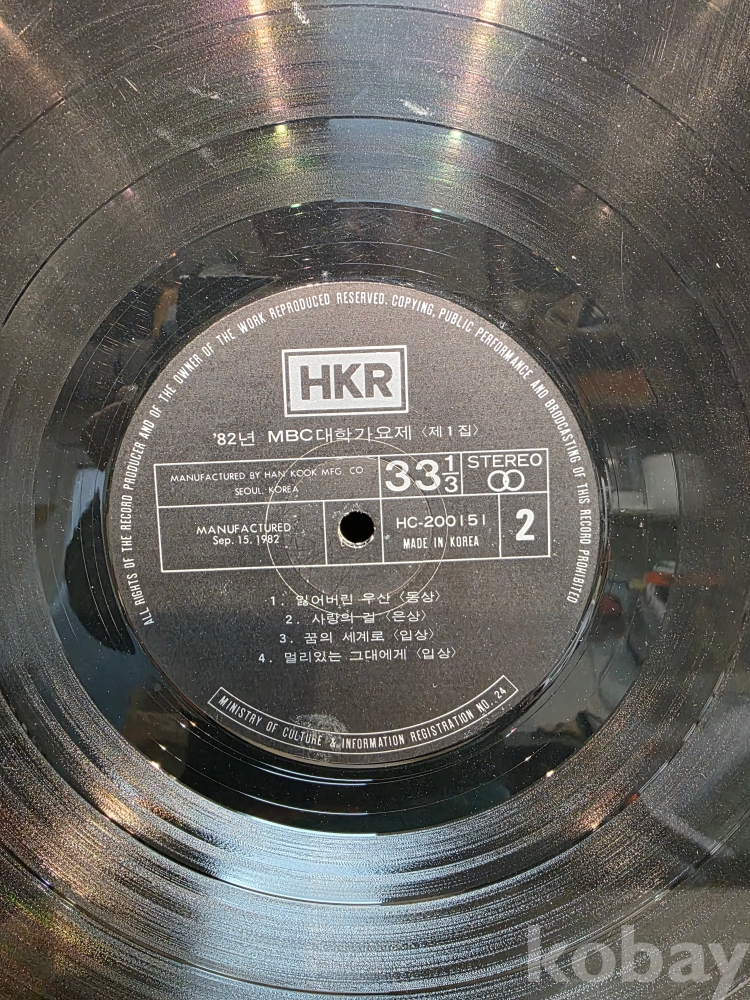 ALL RIGHTS OF THE RECORD PRODUCER AND OF THE OWNER OF THE WORK REPRODUCED RESERVED. COPYING, PUBLIC PERFORMANCE AND BRODCASTING OF THIS RECORD PROHIBITED
HKR
'82년 MBC대학가요제〈제1집〉
MANUFACTURED BY HAN KOOK MFG. CO
SEOUL. KOREA
33 1/3
STEREO
MANUFACTURED
Sep. 15. 1982
HC-200151
MADE IN KOREA
2
1. 잃어버린 우산〈동상〉
2. 사랑의 걸〈은상〉
3. 꿈의 세계로〈입상〉
4. 멀리있는 그대에게〈입상〉
MINISTRY OF CULTURE & INFORMATION REGISTRATION NO. 24
kobay